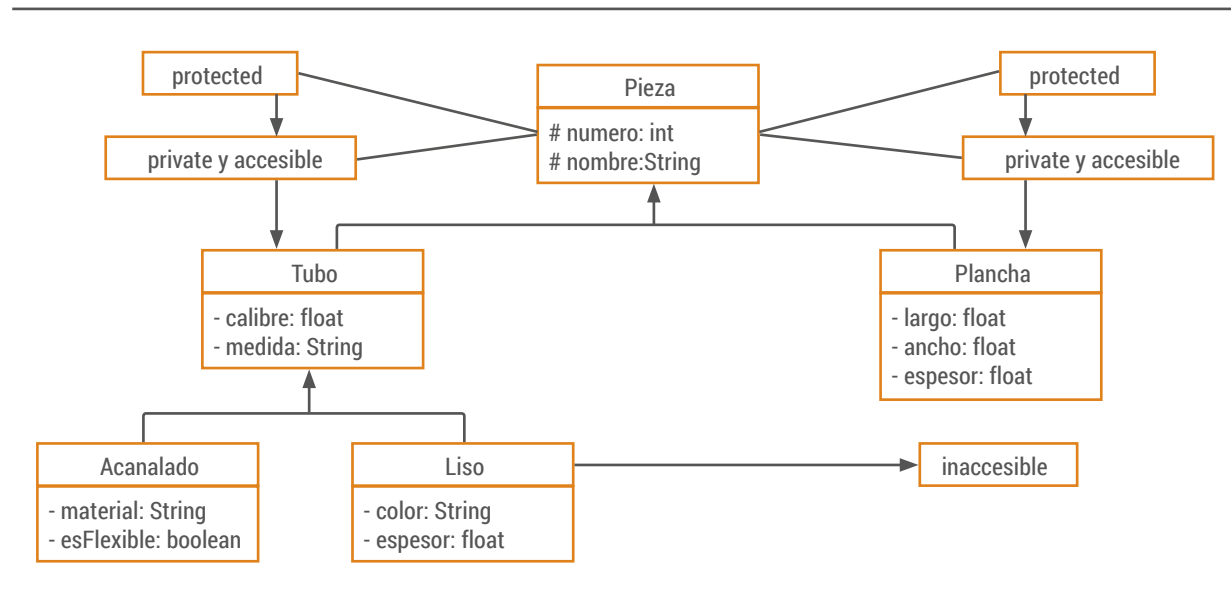 protected
private y accesible
Pieza
# numero: int
# nombre:String
protected
private y accesible
Tubo
- calibre: float
- medida: String
Plancha
- largo: float
- ancho: float
- espesor: float
Acanalado
- material: String
- esFlexible: boolean
Liso
- color: String
- espesor: float
inaccesible